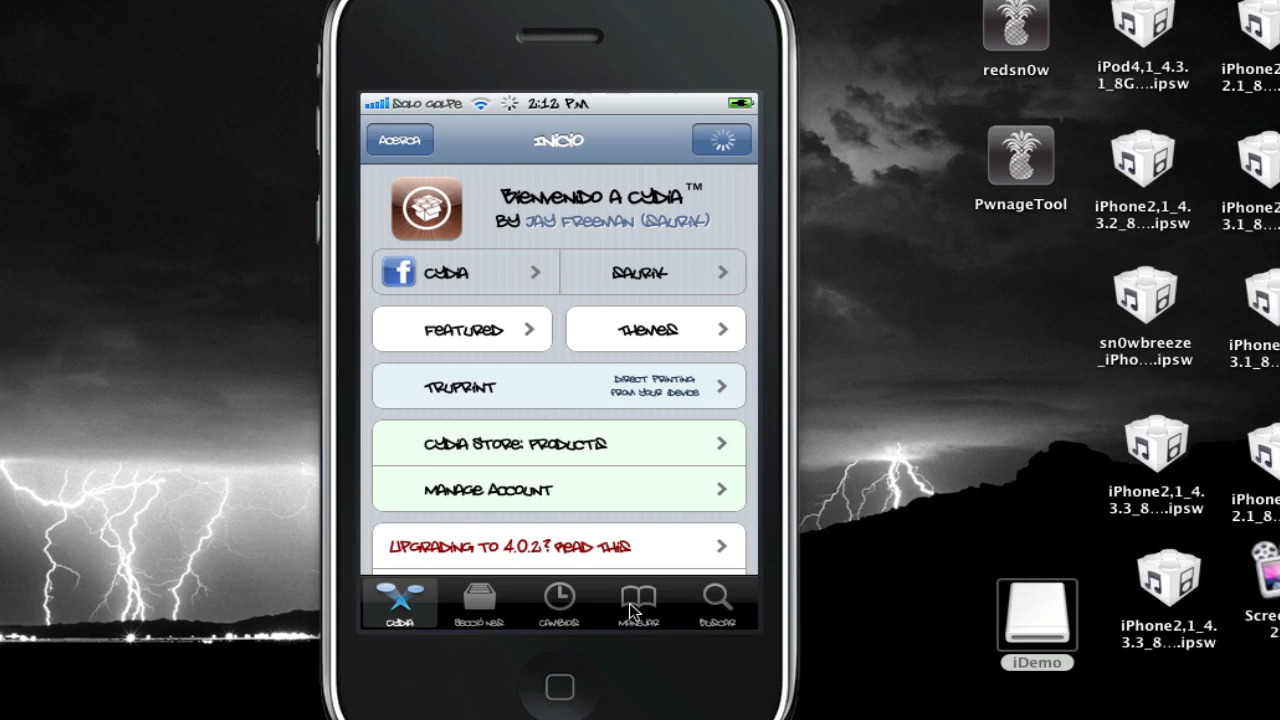 Solo Golpe 2:12 PM
Acerca
Inicio
Bienvenido a Cydia™
by Jay Freeman (saurik)
Cydia
saurik
Featured
Themes
TruPrint
Direct Printing
from your iDevice
Cydia Store: Products
Manage Account
Upgrading to 4.0.2? Read This
Cydia
Secciones
Cambios
Manejar
Buscar
redsn0w
iPod4,1_4.3.
1_8G....ipsw
iPhone2
2.1_8...
PwnageTool
iPhone2,1_4.
3.2_8....ipsw
iPhone2
3.1_8...
sn0wbreeze
_iPho....ipsw
iPhone
3.1_8..
iPhone2,1_4.
3.3_8....ipsw
iPhone
2.1_8..
iDemo
iPhone2,1_4.
3.3_8....ipsw
Scree
2